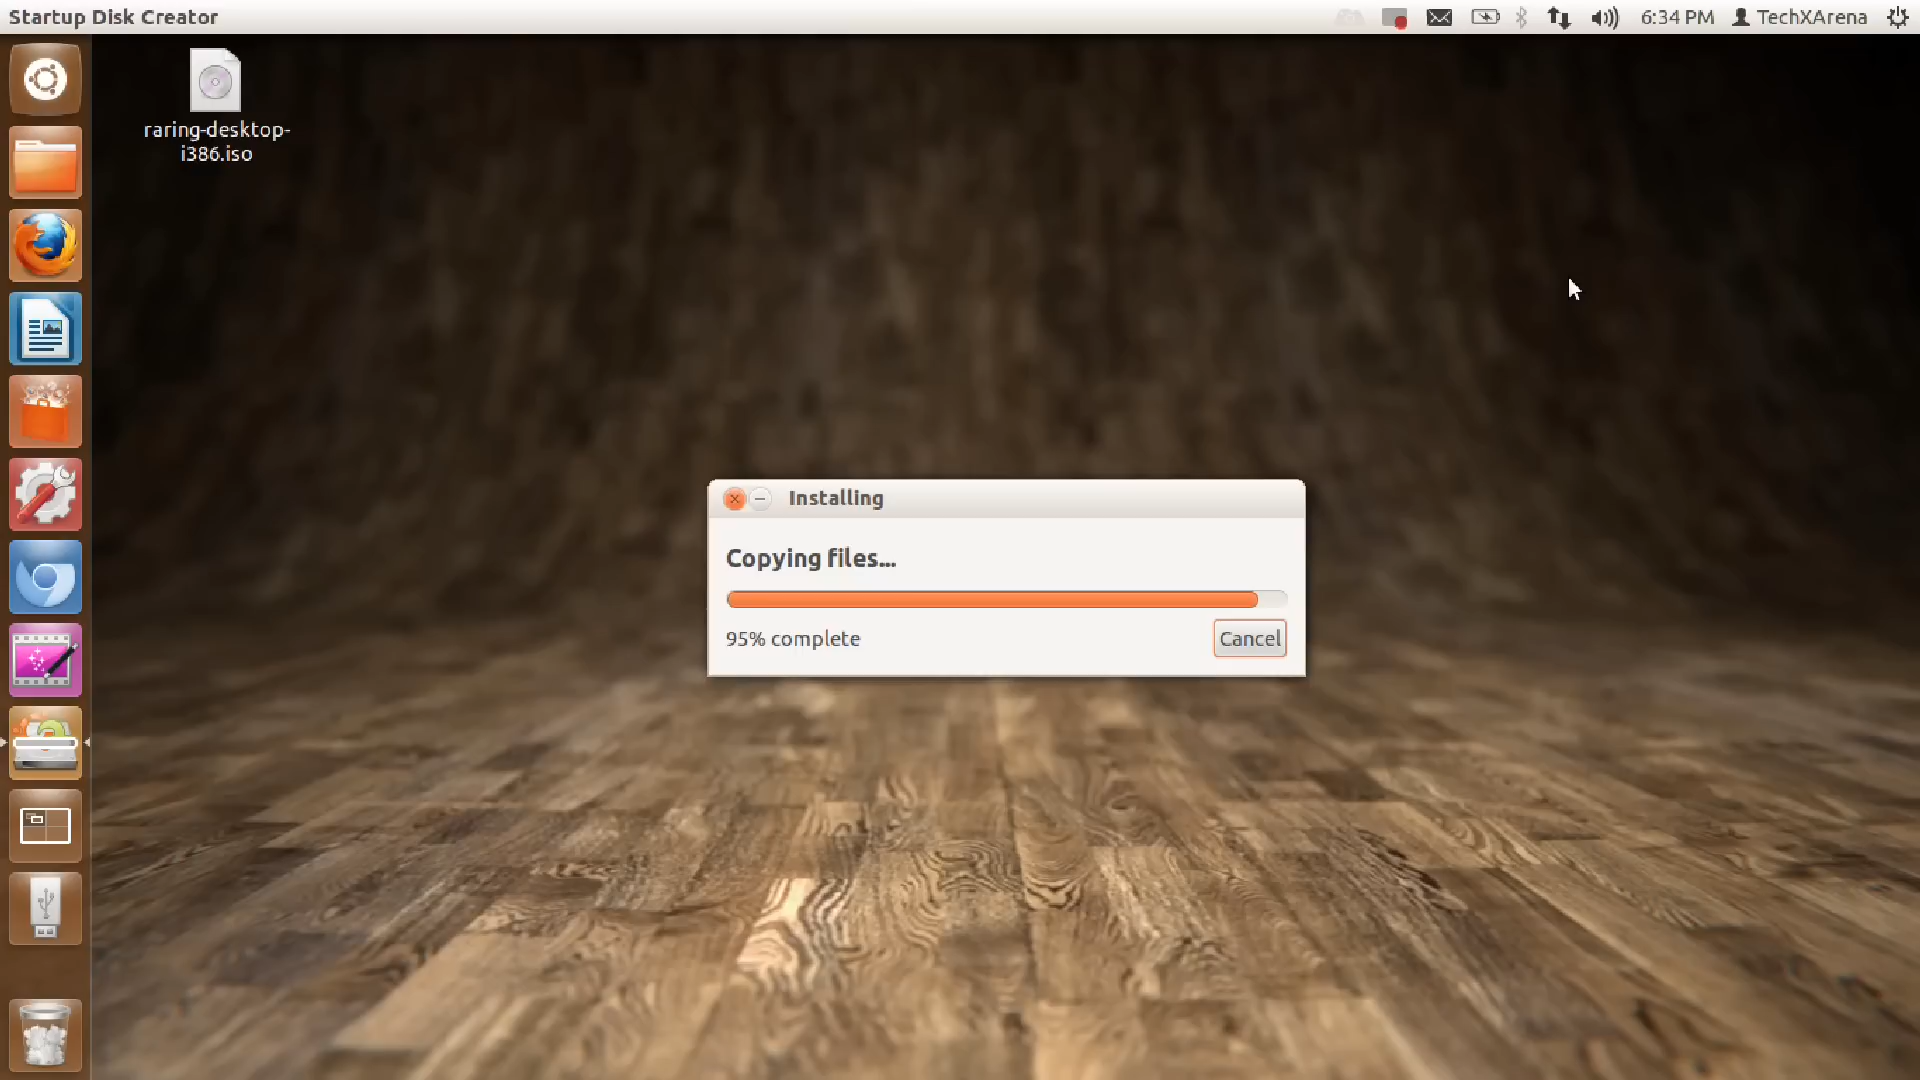 Startup Disk Creator
6:34 PM
TechXArena
raring-desktop-
i386.iso
Installing
Copying files...
95% complete
Cancel